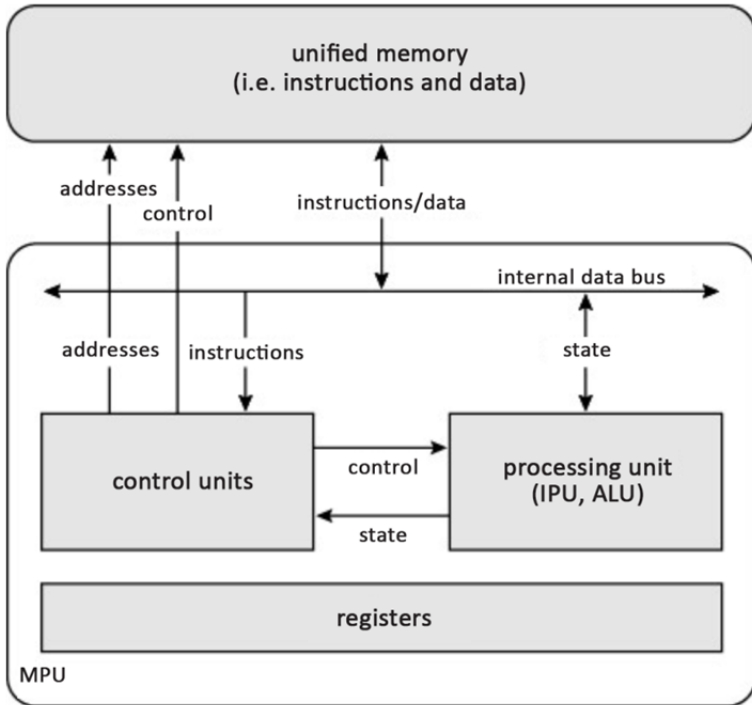 unified memory
(i.e. instructions and data)
addresses
control
instructions/data
internal data bus
addresses
instructions
state
control units
control
state
processing unit
(IPU, ALU)
registers
MPU